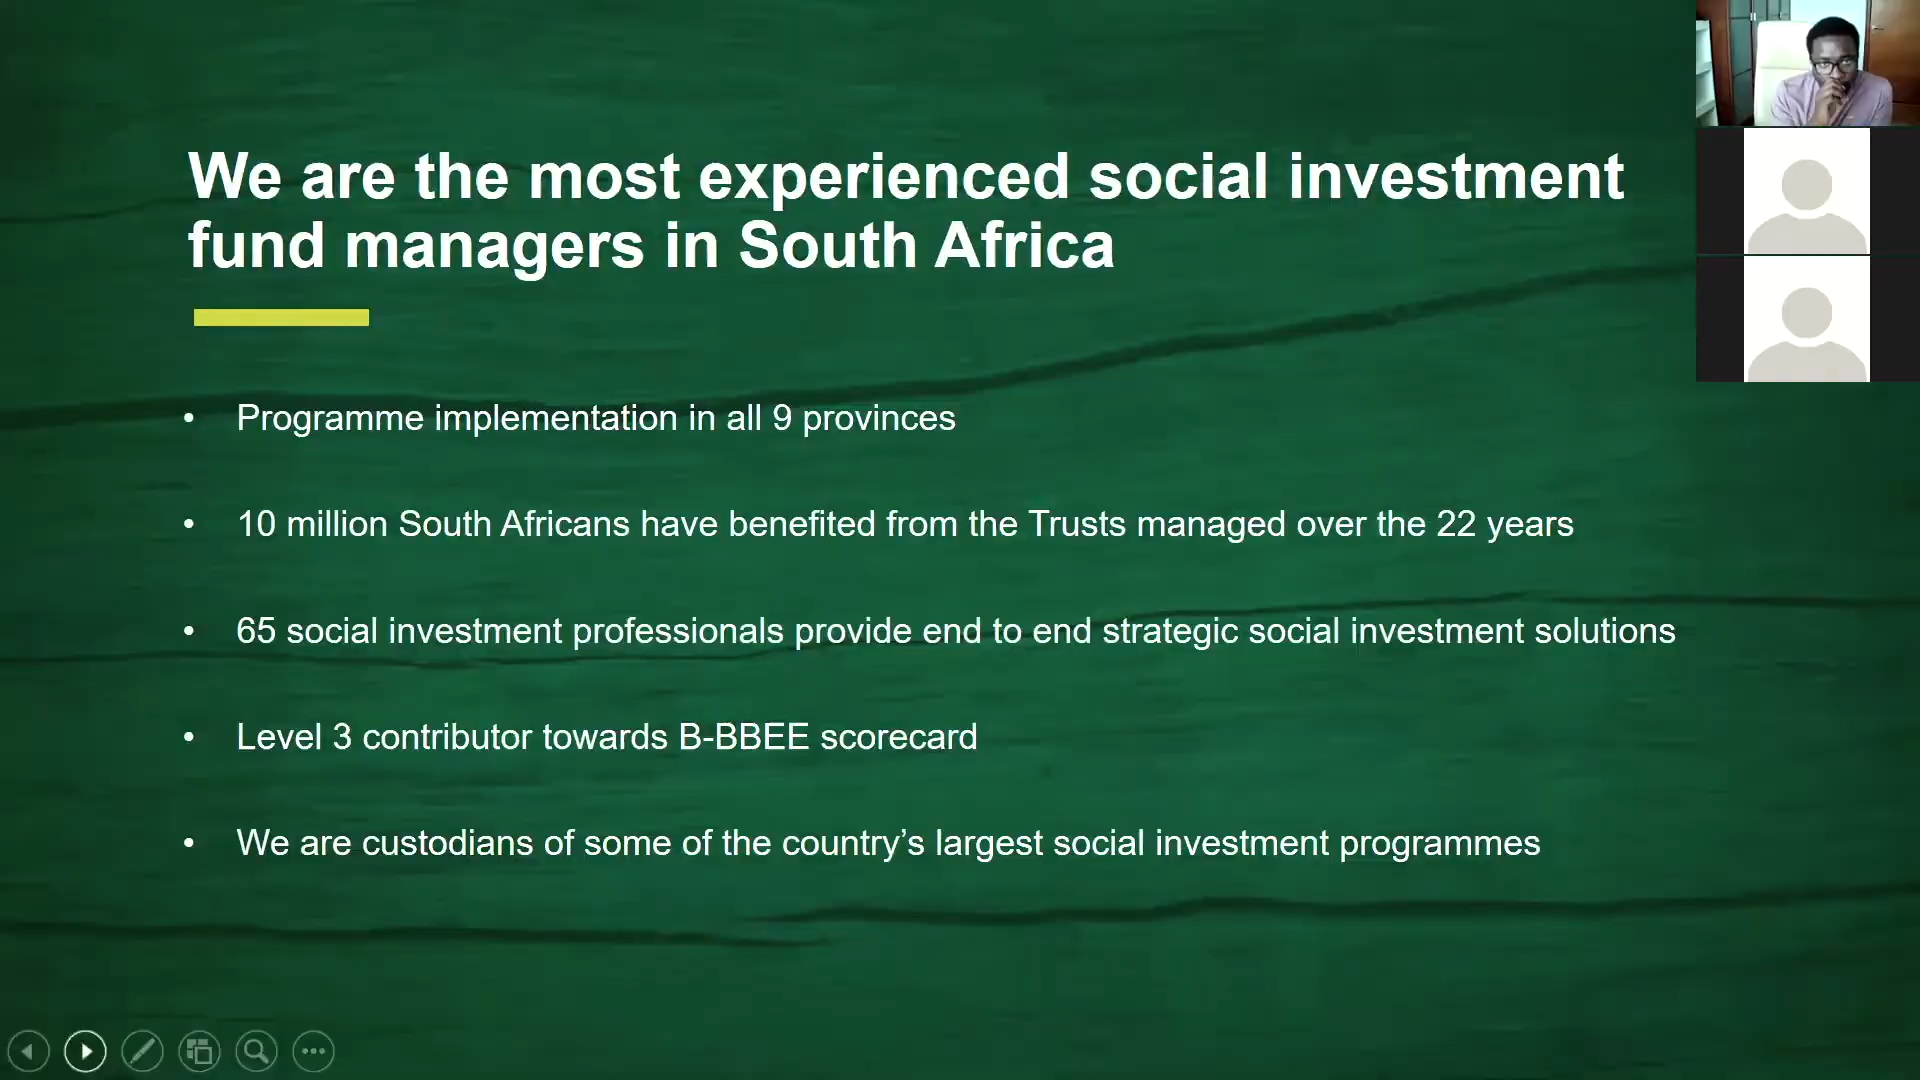 We are the most experienced social investment
fund managers in South Africa
• Programme implementation in all 9 provinces
• 10 million South Africans have benefited from the Trusts managed over the 22 years
• 65 social investment professionals provide end to end strategic social investment solutions
• Level 3 contributor towards B-BBEE scorecard
• We are custodians of some of the country’s largest social investment programmes